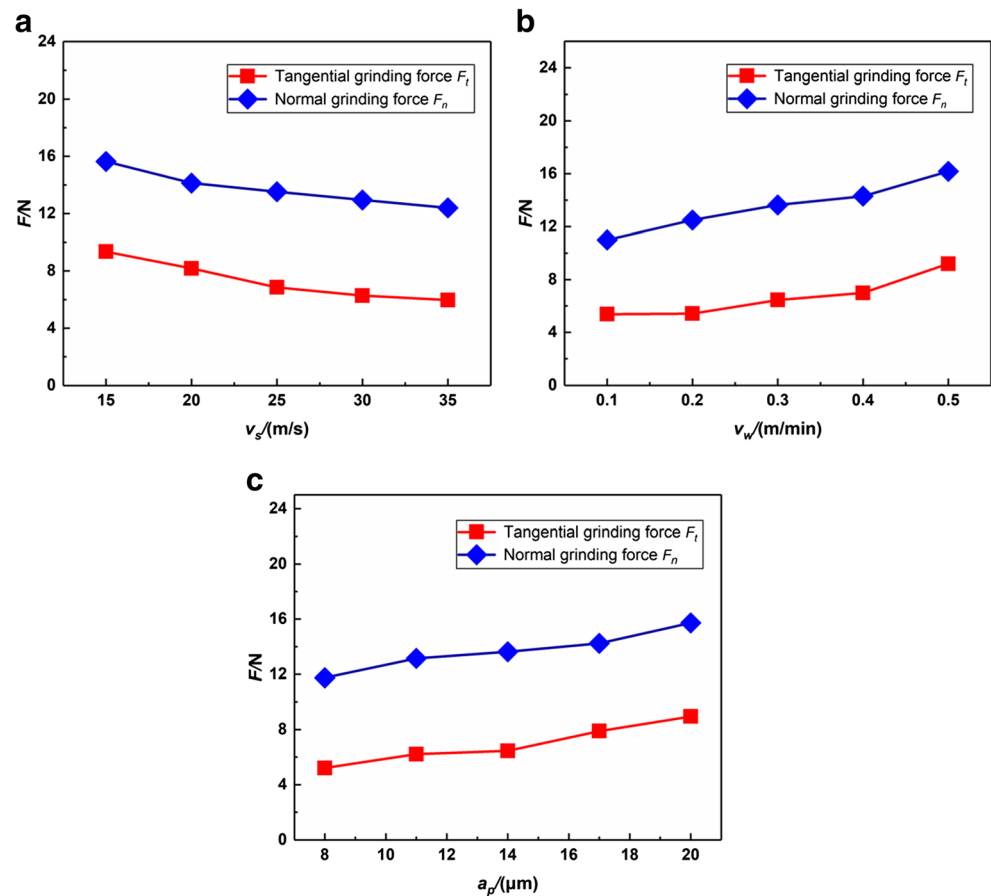 a
24
20
16
12
8
4
0
F/N
Tangential grinding force Ft
Normal grinding force Fn
15 20 25 30 35
vs/(m/s)
b
24
20
16
12
8
4
0
F/N
Tangential grinding force Ft
Normal grinding force Fn
0.1 0.2 0.3 0.4 0.5
vw/(m/min)
c
24
20
16
12
8
4
0
F/N
Tangential grinding force Ft
Normal grinding force Fn
8 10 12 14 16 18 20
ap/(μm)